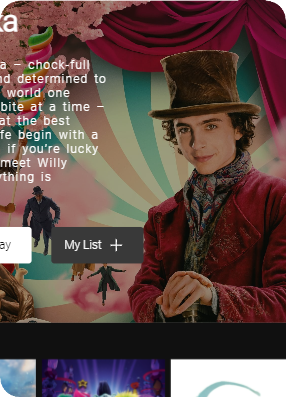 ka
a – chock-full
nd determined to
world one
bite at a time –
at the best
fe begin with a
if you're lucky
meet Willy
ything is
ay
My List +